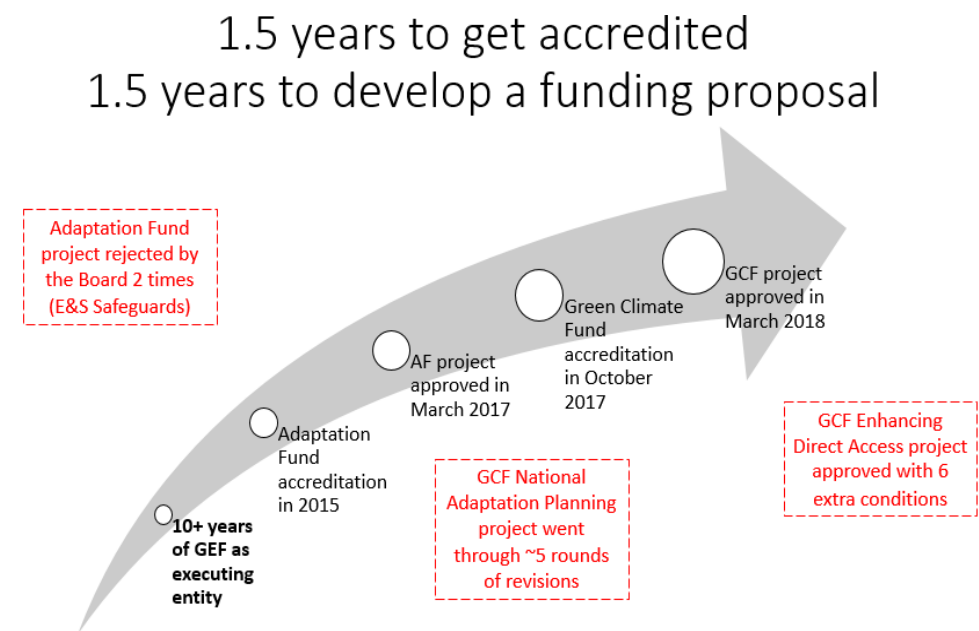 1.5 years to get accredited
1.5 years to develop a funding proposal
Adaptation Fund
project rejected by
the Board 2 times
(E&S Safeguards)
10+ years
of GEF as
executing
entity
Adaptation
Fund
accreditation
in 2015
AF project
approved in
March 2017
Green Climate
Fund
accreditation
in October
2017
GCF project
approved in
March 2018
GCF National
Adaptation Planning
project went
through ~5 rounds
of revisions
GCF Enhancing
Direct Access project
approved with 6
extra conditions